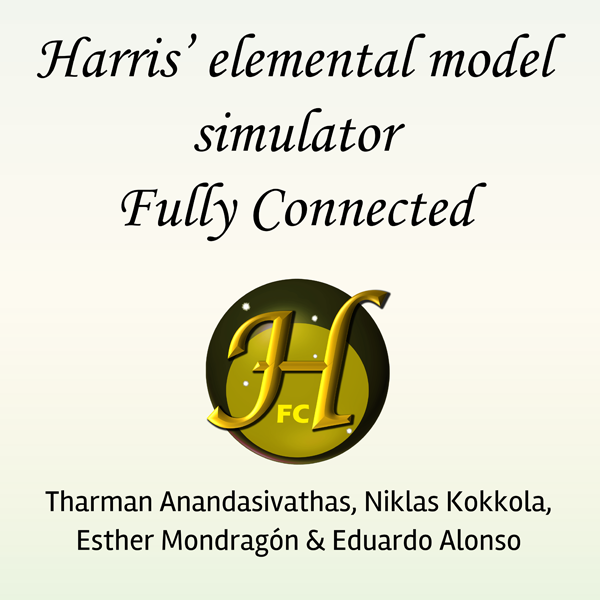 Harris’ elemental model
simulator
Fully Connected
H
FC
Tharman Anandasivathas, Niklas Kokkola,
Esther Mondragón & Eduardo Alonso